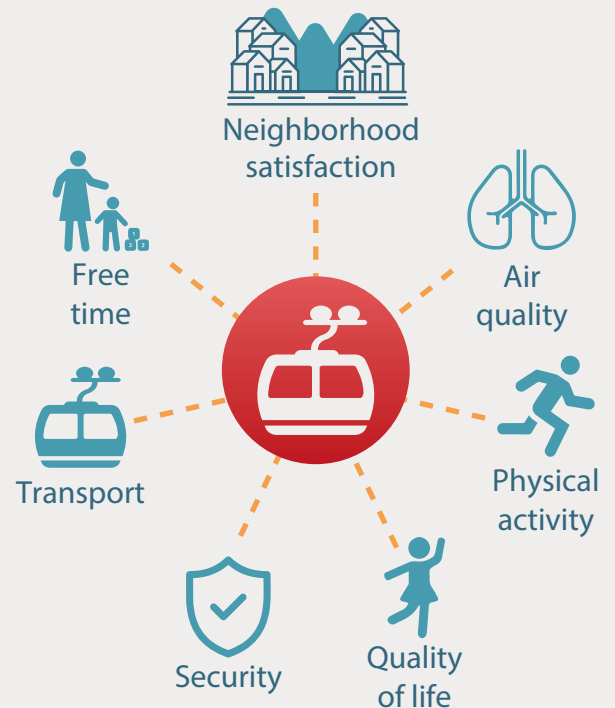 Neighborhood
satisfaction
Free
time
Air
quality
Transport
Physical
activity
Security
Quality
of life